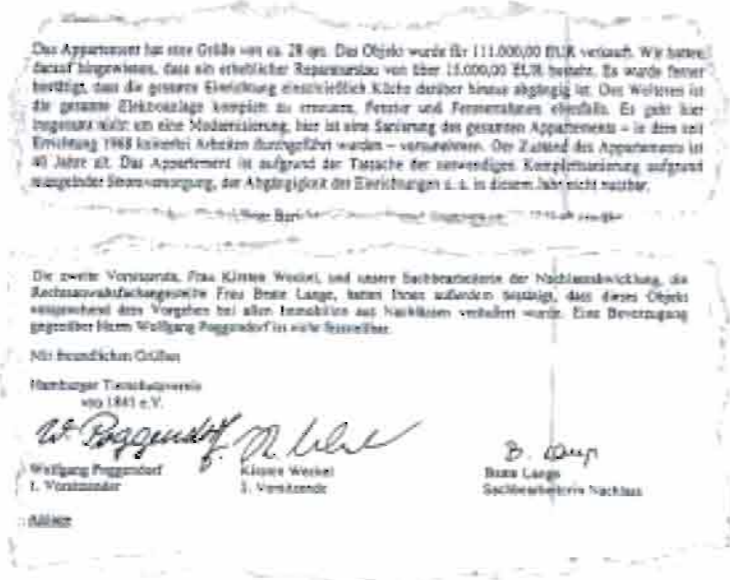 Das Appartement hat eine Größe von ca. 28 qm. Das Objekt wurde für 111.000,00 EUR verkauft. Wir hatten
darauf hingewiesen, dass ein erheblicher Reparaturstau von über 15.000,00 EUR besteht. Es wurde ferner
bestätigt, dass die gesamte Einrichtung einschließlich Küche darüber hinaus abgängig ist. Des Weiteren ist
die gesamte Elektroanlage komplett zu erneuern, Fenster und Fensterrahmen ebenfalls. Es geht hier
insgesamt nicht um eine Modernisierung, hier ist eine Sanierung des gesamten Appartements – in dem seit
Errichtung 1968 keinerlei Arbeiten durchgeführt wurden – vorzunehmen. Der Zustand des Appartements ist
40 Jahre alt. Das Appartement ist aufgrund der Tatsache der notwendigen Komplettsanierung aufgrund
mangelnder Stromversorgung, der Abgängigkeit der Einrichtungen u. a. in diesem Jahr nicht nutzbar.
Die zweite Vorsitzende, Frau Kirsten Weckel, und unsere Sachbearbeiterin der Nachlassabwicklung, die
Rechtsanwaltsfachangestellte Frau Beate Lange, hatten Ihnen außerdem bestätigt, dass dieses Objekt
entsprechend dem Vorgehen bei allen Immobilien aus Nachlässen veräußert wurde. Eine Bevorzugung
gegenüber Herrn Wolfgang Poggendorf ist nicht feststellbar.
Mit freundlichen Grüßen
Hamburger Tierschutzverein
von 1841 e.V.
W. Poggendorf B. Lange
Wolfgang Poggendorf Kirsten Weckel Beate Lange
1. Vorsitzender 2. Vorsitzende Sachbearbeiterin Nachlass
Anlagen